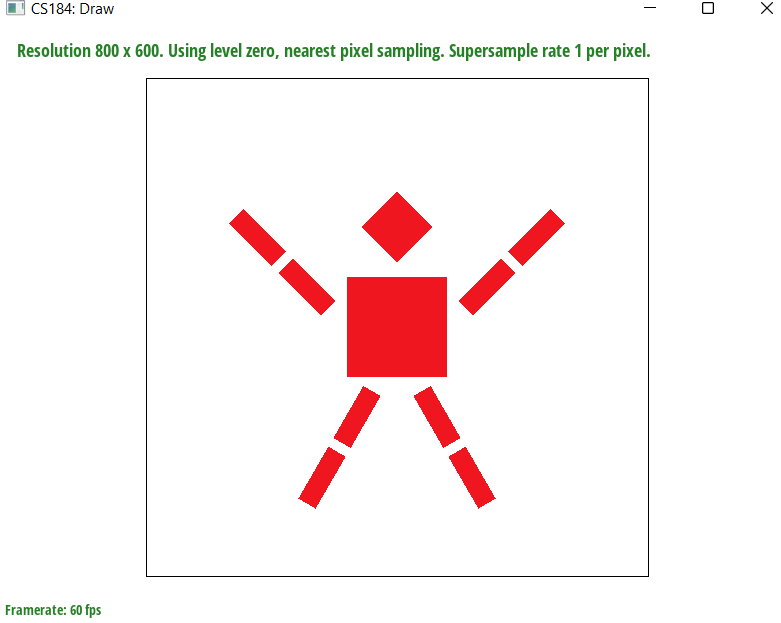 CS184: Draw
Resolution 800 x 600. Using level zero, nearest pixel sampling. Supersample rate 1 per pixel.
Framerate: 60 fps